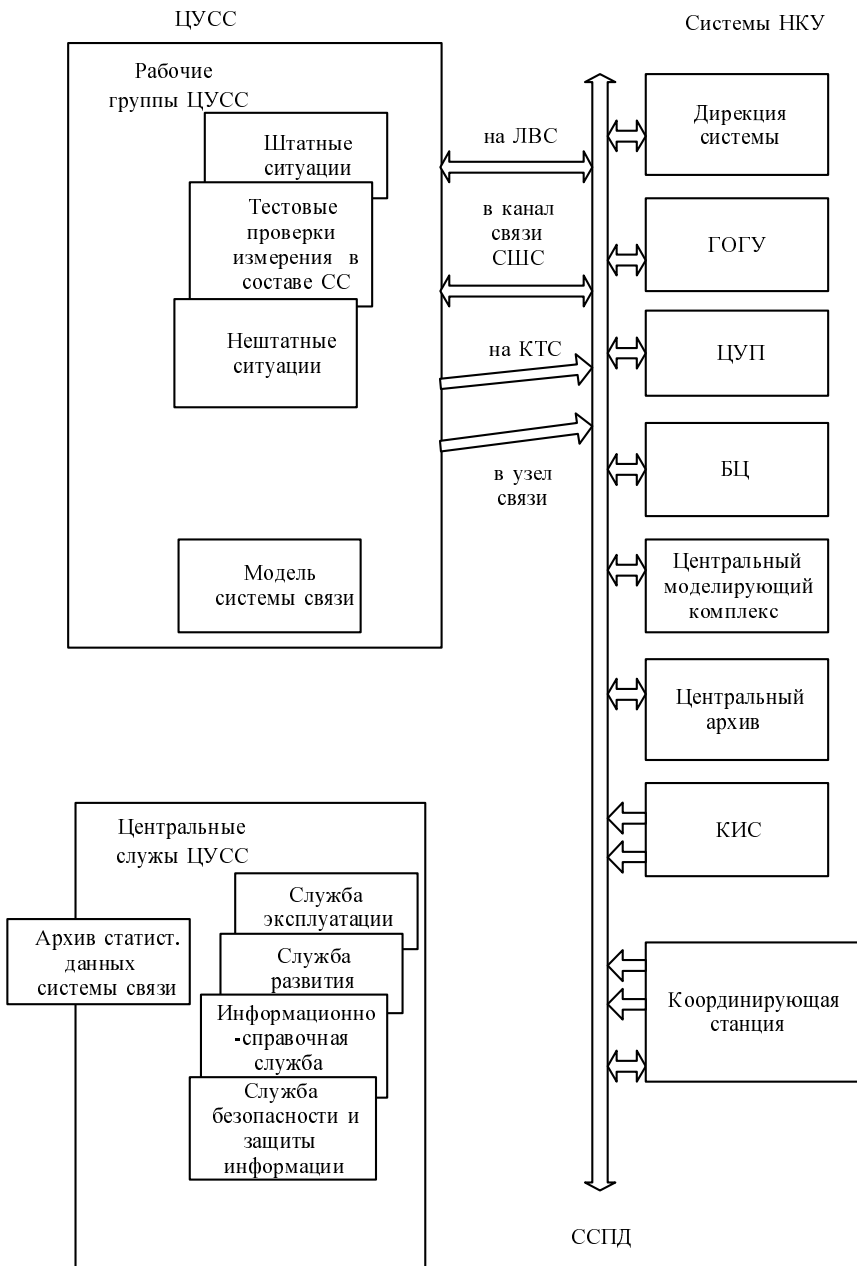 ЦУСС
Рабочие
группы ЦУСС
Штатные
ситуации
Тестовые
проверки
измерения в
составе СС
Нештатные
ситуации
Модель
системы связи
на ЛВС
в канал
связи
СШС
на КТС
в узел
связи
Системы НКУ
Дирекция
системы
ГОГУ
ЦУП
БЦ
Центральный
моделирующий
комплекс
Центральный
архив
КИС
Координирующая
станция
Центральные
служы ЦУСС
Служба
эксплуатации
Архив статист.
данных
системы связи
Служба
развития
Информационно
-справочная
служба
Служба
безопасности и
защиты
информации
ССПД